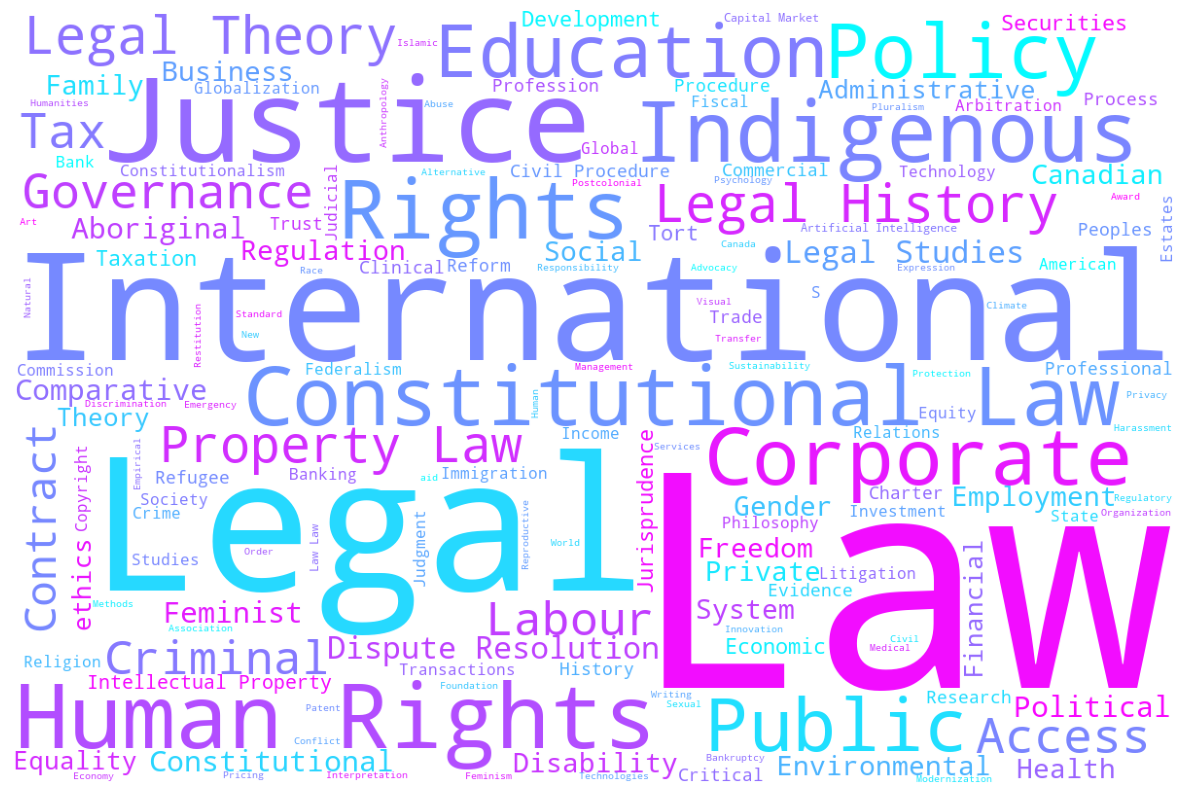 Legal Theory
Islamic
Education
Development
Capital Market
Policy
Securities
Family
Business
Globalization
Humanities
Justice
Anthropology
Abuse
Profession
Procedure
Fiscal
Administrative
Pluralism
Arbitration
Process
Tax
Indigenous
Global
Bank
Constitutionalism
Judicial
Alternative
Civil Procedure
Postcolonial
Commercial
Psychology
Technology
Canadian
Governance
Rights
Legal History
Award
Estates
Art
Aboriginal
Trust
Tort
Artificial Intelligence
Peoples
Taxation
Regulation
Social
Canada
Legal Studies
Clinical
Reform
Responsibility
Advocacy
Expression
American
Natural
Race
International
S
Climate
Visual
Trade
Standard
New
Restitution
Transfer
Commission
Federalism
Management
Sustainability
Protection
Professional
Comparative
Constitutional Law
Human
Privacy
Discrimination
Emergency
Theory
Equity
Harassment
Contract
Copyright
ethics
Property Law
Income
Services
Relations
Corporate
Empirical
Refugee
Banking
aid
Immigration
Jurisprudence
Society
Crime
Legal
Gender
Charter
Investment
Employment
Regulatory
State
Organization
Philosophy
Law
Studies
Order
Law Law
Judgment
Reproductive
World
Freedom
Private
Litigation
Evidence
Financial
Methods
Feminist
Association
Labour
System
Innovation
Economic
Civil
Medical
Religion
Criminal
Dispute Resolution
Transactions
History
Intellectual Property
Foundation
Writing
Sexual
Research
Political
Human Rights
Patent
Conflict
Public
Access
Equality
Constitutional
Disability
Bankruptcy
Critical
Environmental
Health
Economy
Pricing
Interpretation
Feminism
Technologies
Modernization